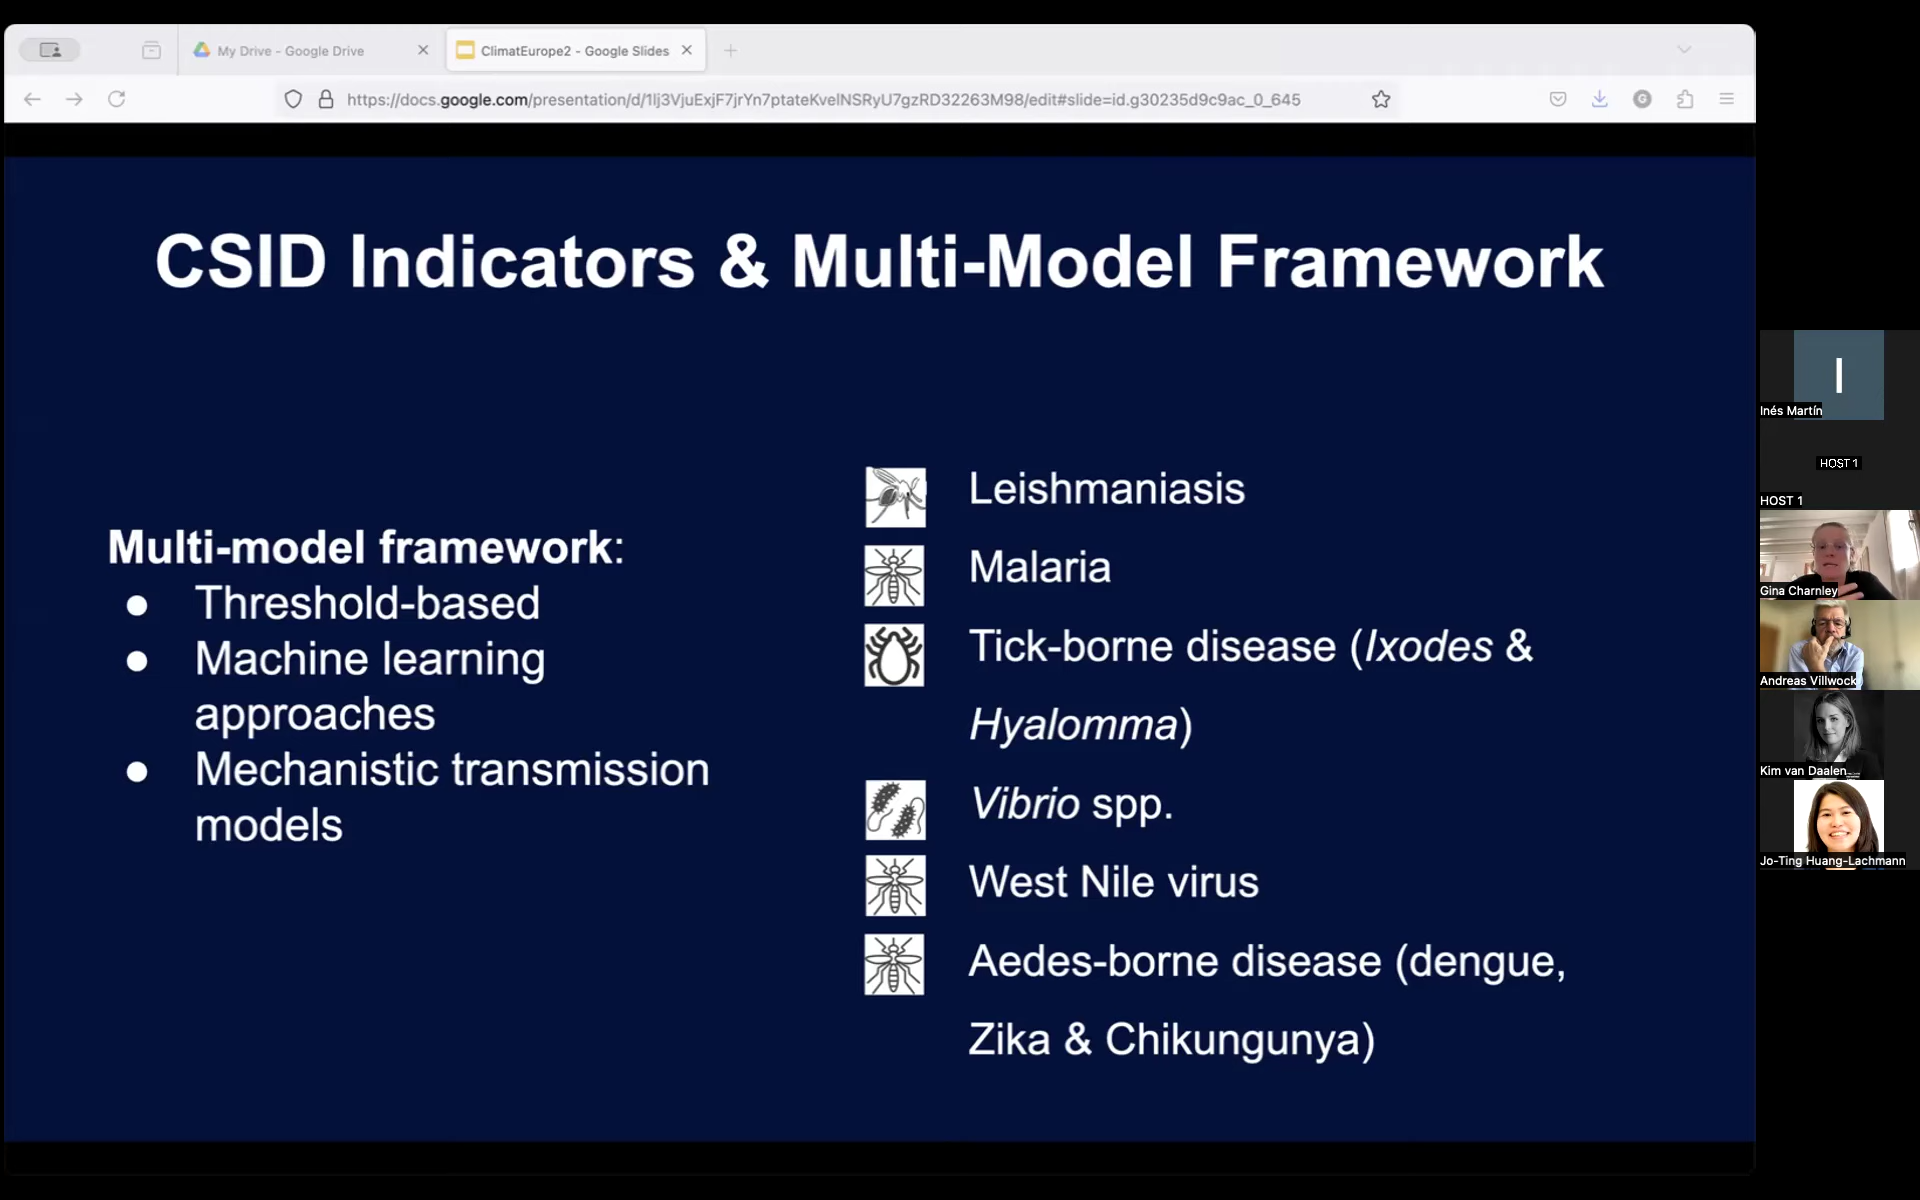 My Drive - Google Drive
ClimatEurope2 - Google Slides
https://docs.google.com/presentation/d/1lj3VjuExjF7jrYn7ptateKvelNSRyU7gzRD32263M98/edit#slide=id.g30235d9c9ac_0_645
G
CSID Indicators & Multi-Model Framework
Multi-model framework:
● Threshold-based
● Machine learning
approaches
● Mechanistic transmission
models
Leishmaniasis
Malaria
Tick-borne disease (Ixodes &
Hyalomma)
Vibrio spp.
West Nile virus
Aedes-borne disease (dengue,
Zika & Chikungunya)
I
Inés Martín
HOST 1
HOST 1
Gina Charnley
Andreas Villwock
Kim van Daalen
Jo-Ting Huang-Lachmann